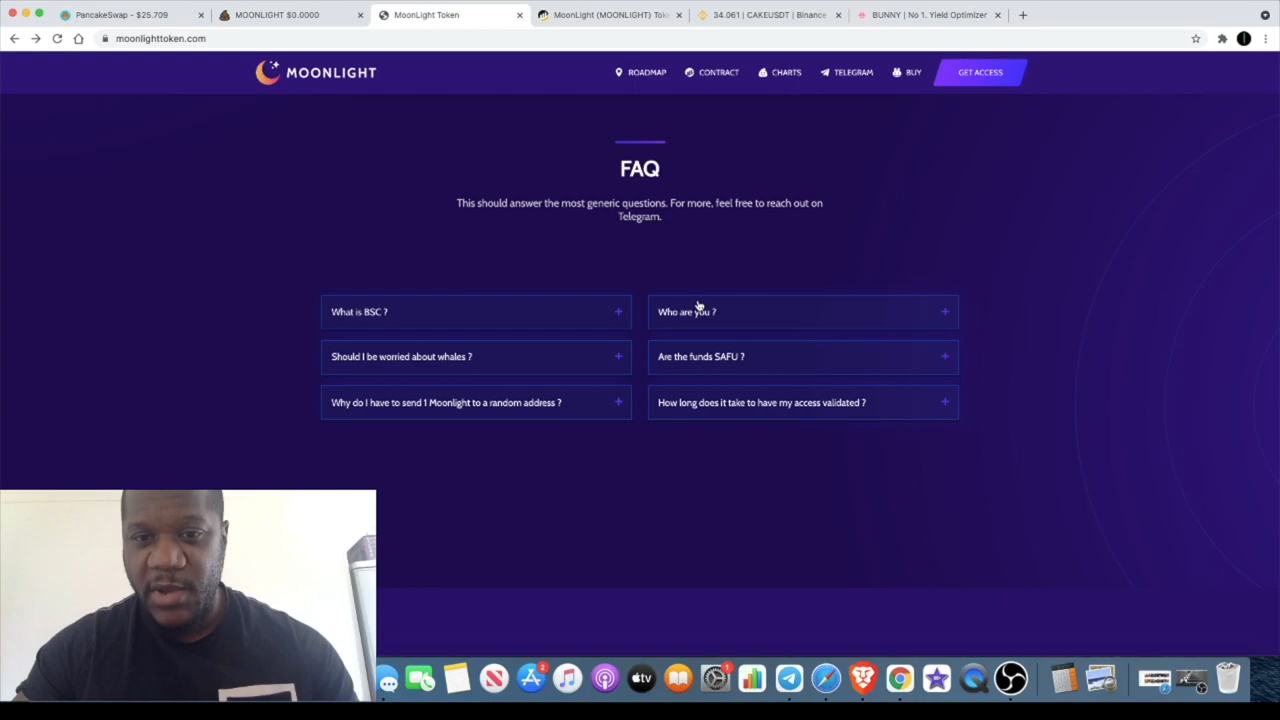 PancakeSwap - $25.709
MOONLIGHT $0.0000
MoonLight Token
MoonLight (MOONLIGHT) Tok
34.061 | CAKEUSDT | Binance
BUNNY | No 1. Yield Optimizer
moonlighttoken.com
MOONLIGHT
ROADMAP
CONTRACT
CHARTS
TELEGRAM
BUY
GET ACCESS
FAQ
This should answer the most generic questions. For more, feel free to reach out on
Telegram.
What is BSC ?
Who are you ?
Should I be worried about whales ?
Are the funds SAFU ?
Why do I have to send 1 Moonlight to a random address ?
How long does it take to have my access validated ?
2
tv
1